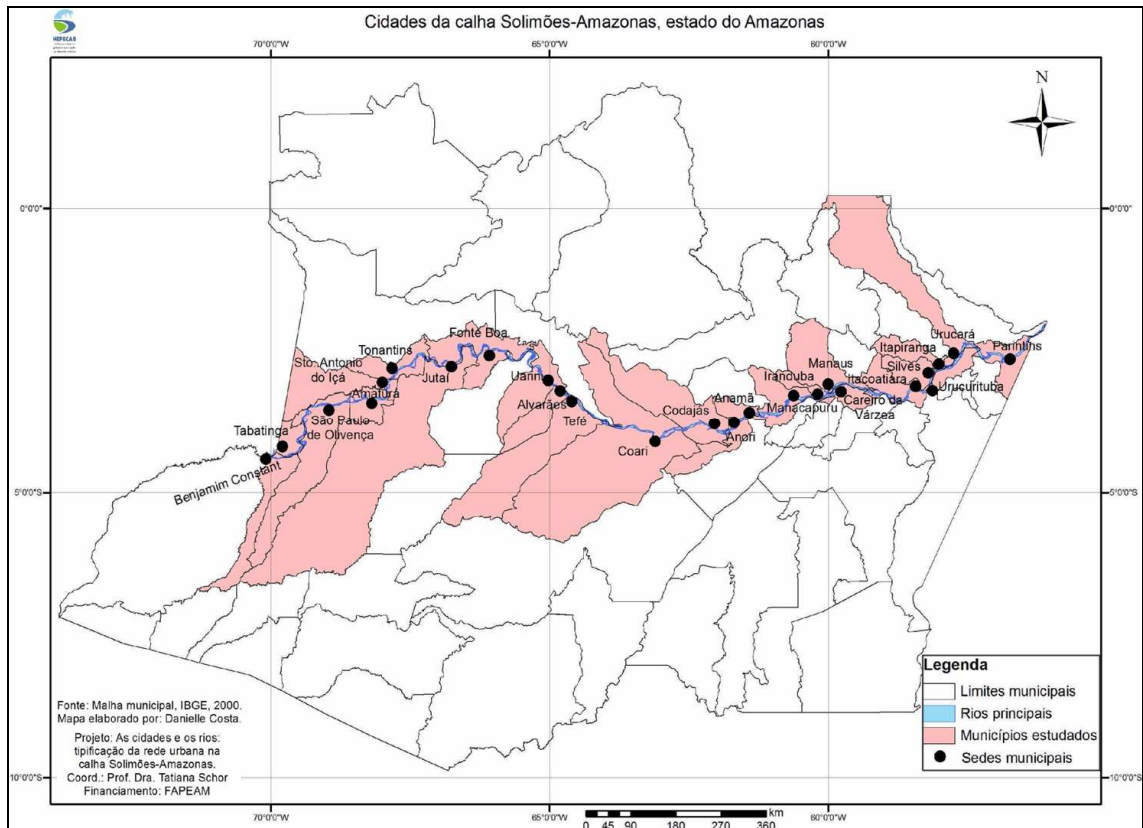 Cidades da calha Solimões-Amazonas, estado do Amazonas
NEPECAB
70°0'0"W
65°0'0"W
60°0'0"W
N
0°0'0"
0°0'0"
Fonte Boa
Tonantins
Sto. Antonio
do Içá
Jutaí
Amaturá
São Paulo
de Olivença
Tabatinga
Benjamim Constant
Uarini
Alvarães
Tefé
Coari
Codajás
Anori
Anamã
Iranduba
Manaus
Manacapuru
Careiro da
Várzea
Itacoatiara
Silves
Itapiranga
Urucará
Urucurituba
Parintins
5°0'0"S
5°0'0"S
10°0'0"S
10°0'0"S
Fonte: Malha municipal, IBGE, 2000.
Mapa elaborado por: Danielle Costa.
Projeto: As cidades e os rios:
tipificação da rede urbana na
calha Solimões-Amazonas.
Coord.: Prof. Dra. Tatiana Schor
Financiamento: FAPEAM
Legenda
Limites municipais
Rios principais
Municípios estudados
Sedes municipais
70°0'0"W
65°0'0"W
60°0'0"W
km
0 45 90 180 270 360